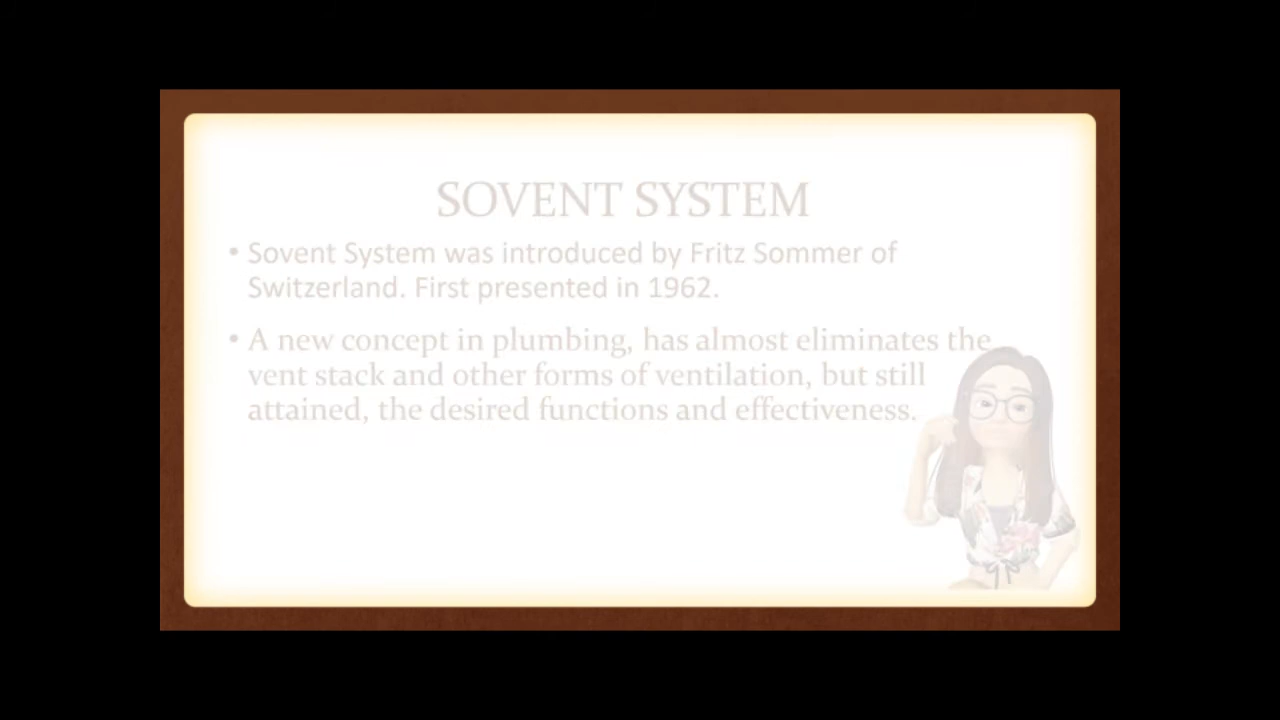 SOVENT SYSTEM
• Sovent System was introduced by Fritz Sommer of
Switzerland. First presented in 1962.
• A new concept in plumbing, has almost eliminates the
vent stack and other forms of ventilation, but still
attained, the desired functions and effectiveness.